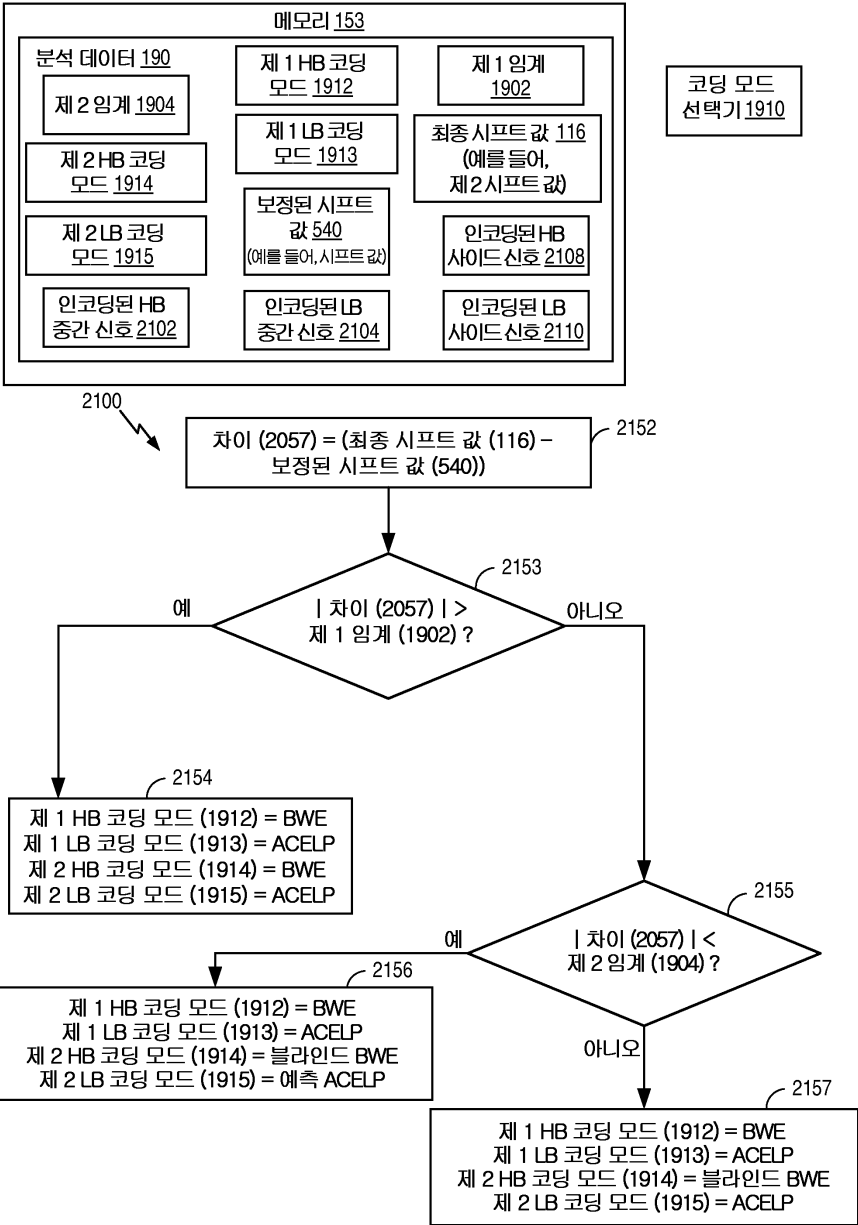 메모리 153
분석 데이터 190
제 2 임계 1904
제 2 HB 코딩
모드 1914
제 2 LB 코딩
모드 1915
인코딩된 HB
중간 신호 2102
제 1 HB 코딩
모드 1912
제 1 LB 코딩
모드 1913
보정된 시프트
값 540
(예를 들어, 시프트 값)
인코딩된 LB
중간 신호 2104
제 1 임계
1902
최종 시프트 값 116
(예를 들어,
제 2 시프트 값)
인코딩된 HB
사이드 신호 2108
인코딩된 LB
사이드 신호 2110
코딩 모드
선택기 1910
2100
차이 (2057) = (최종 시프트 값 (116) –
보정된 시프트 값 (540))
2152
2153
| 차이 (2057) | >
제 1 임계 (1902) ?
예
아니오
2154
제 1 HB 코딩 모드 (1912) = BWE
제 1 LB 코딩 모드 (1913) = ACELP
제 2 HB 코딩 모드 (1914) = BWE
제 2 LB 코딩 모드 (1915) = ACELP
2155
| 차이 (2057) | <
제 2 임계 (1904) ?
예
아니오
2156
제 1 HB 코딩 모드 (1912) = BWE
제 1 LB 코딩 모드 (1913) = ACELP
제 2 HB 코딩 모드 (1914) = 블라인드 BWE
제 2 LB 코딩 모드 (1915) = 예측 ACELP
2157
제 1 HB 코딩 모드 (1912) = BWE
제 1 LB 코딩 모드 (1913) = ACELP
제 2 HB 코딩 모드 (1914) = 블라인드 BWE
제 2 LB 코딩 모드 (1915) = ACELP